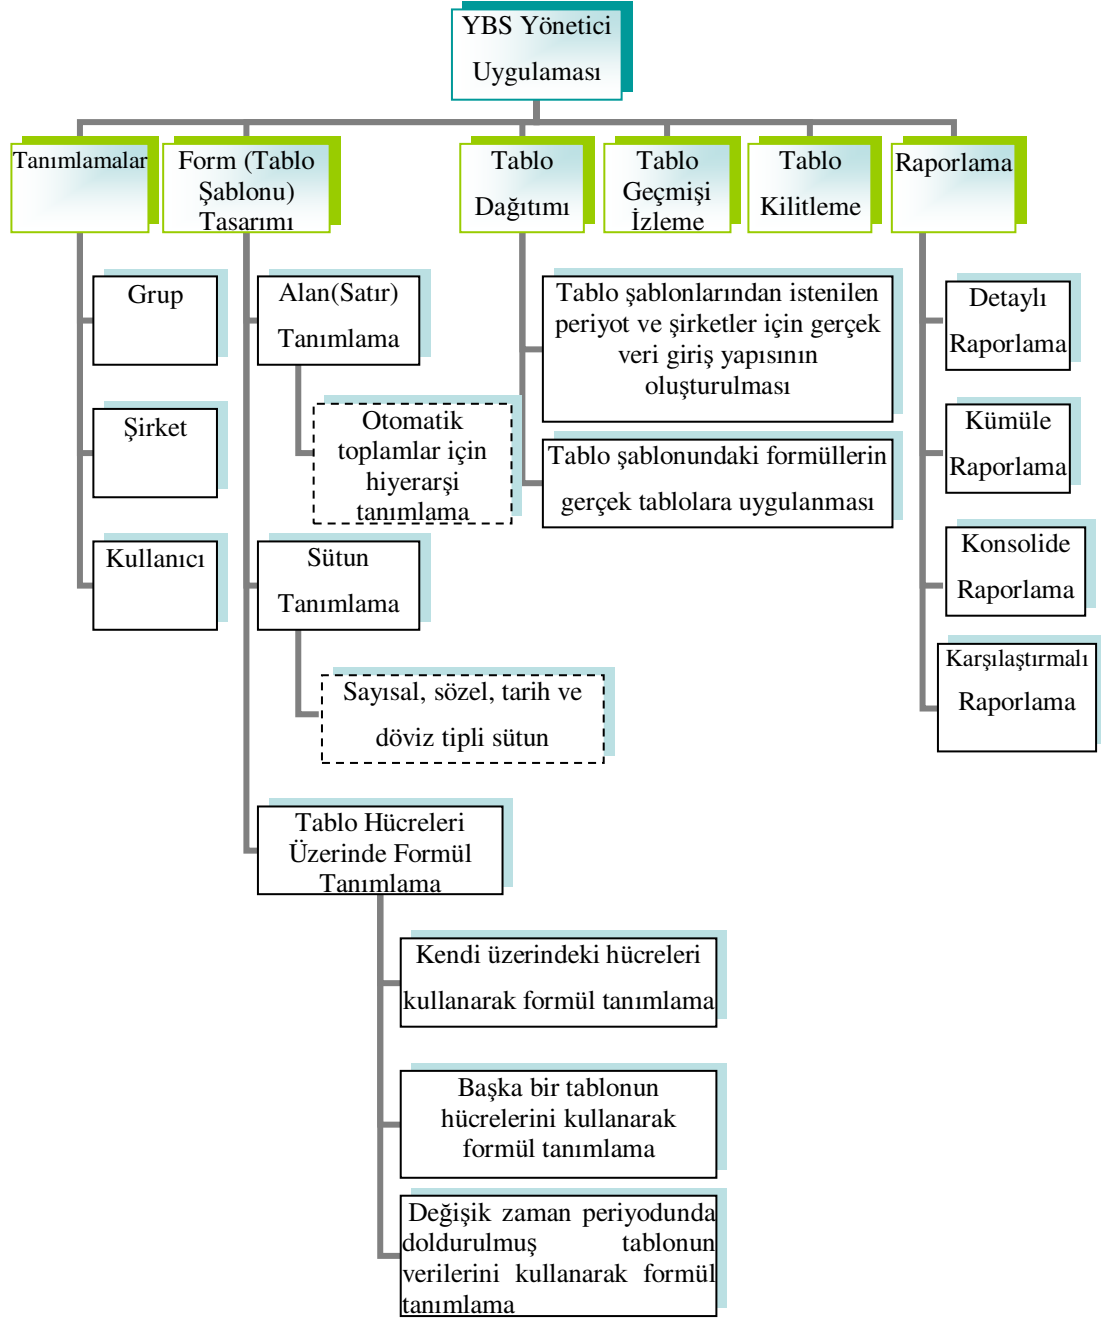 YBS Yönetici
Uygulaması
Tanımlamalar
Form (Tablo
Şablonu)
Tasarımı
Tablo
Dağıtımı
Tablo
Geçmişi
İzleme
Tablo
Kilitleme
Raporlama
Grup
Şirket
Kullanıcı
Alan(Satır)
Tanımlama
Otomatik
toplamlar için
hiyerarşi
tanımlama
Sütun
Tanımlama
Sayısal, sözel, tarih ve
döviz tipli sütun
Tablo Hücreleri
Üzerinde Formül
Tanımlama
Kendi üzerindeki hücreleri
kullanarak formül tanımlama
Başka bir tablonun
hücrelerini kullanarak
formül tanımlama
Değişik zaman periyodunda
doldurulmuş tablonun
verilerini kullanarak formül
tanımlama
Tablo şablonlarından istenilen
periyot ve şirketler için gerçek
veri giriş yapısının
oluşturulması
Tablo şablonundaki formüllerin
gerçek tablolara uygulanması
Detaylı
Raporlama
Kümüle
Raporlama
Konsolide
Raporlama
Karşılaştırmalı
Raporlama